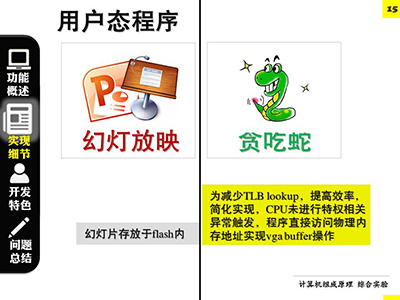 用户态程序
15
功能
概述
实现
细节
开发
特色
问题
总结
P
幻灯放映
贪吃蛇
幻灯片存放于flash内
为减少TLB lookup，提高效率，
简化实现，CPU未进行特权相关
异常触发，程序直接访问物理内
存地址实现vga buffer操作
计算机组成原理 综合实验